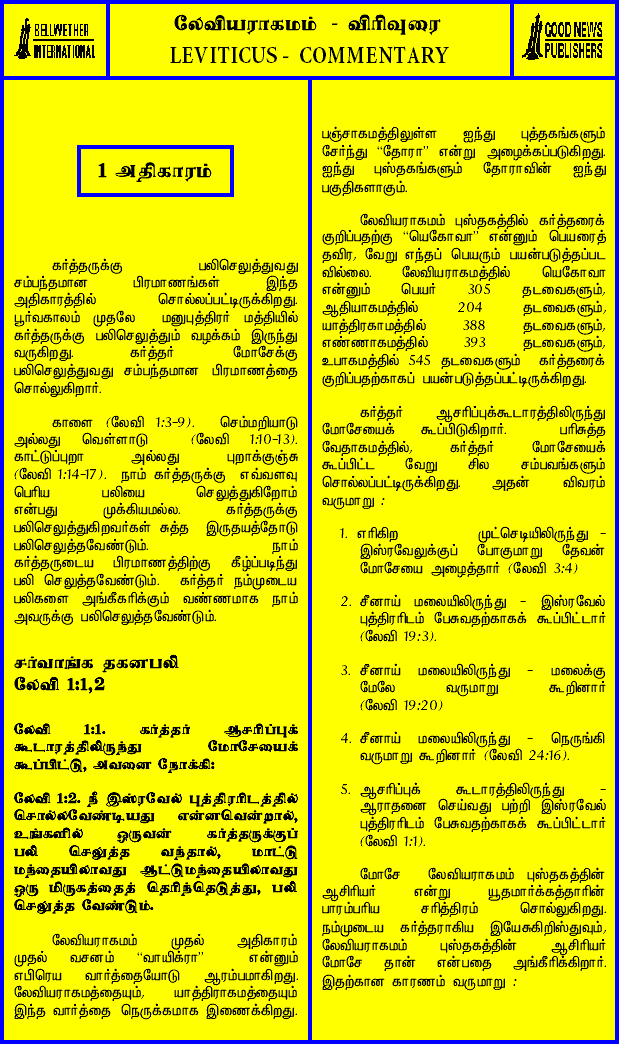 BELLWETHER
INTERNATIONAL
லேவியராகமம் - விரிவுரை
LEVITICUS - COMMENTARY
GOOD NEWS
PUBLISHERS
1 அதிகாரம்
கர்த்தருக்கு பலிசெலுத்துவது
சம்பந்தமான பிரமாணங்கள் இந்த
அதிகாரத்தில் சொல்லப்பட்டிருக்கிறது.
பூர்வகாலம் முதலே மனுபுத்திரர் மத்தியில்
கர்த்தருக்கு பலிசெலுத்தும் வழக்கம் இருந்து
வருகிறது. கர்த்தர் மோசேக்கு
பலிசெலுத்துவது சம்பந்தமான பிரமாணத்தை
சொல்லுகிறார்.
காளை (லேவி 1:3-9). செம்மறியாடு
அல்லது வெள்ளாடு (லேவி 1:10-13).
காட்டுப்புறா அல்லது புறாக்குஞ்சு
(லேவி 1:14-17). நாம் கர்த்தருக்கு எவ்வளவு
பெரிய பலியை செலுத்துகிறோம்
என்பது முக்கியமல்ல. கர்த்தருக்கு
பலிசெலுத்துகிறவர்கள் சுத்த இருதயத்தோடு
பலிசெலுத்தவேண்டும். நாம்
கர்த்தருடைய பிரமாணத்திற்கு கீழ்ப்படிந்து
பலி செலுத்தவேண்டும். கர்த்தர் நம்முடைய
பலிகளை அங்கீகரிக்கும் வண்ணமாக நாம்
அவருக்கு பலிசெலுத்தவேண்டும்.
சர்வாங்க தகனபலி
லேவி 1:1,2
லேவி 1:1. கர்த்தர் ஆசரிப்புக்
கூடாரத்திலிருந்து மோசேயைக்
கூப்பிட்டு, அவனை நோக்கி:
லேவி 1:2. நீ இஸ்ரவேல் புத்திரரிடத்தில்
சொல்லவேண்டியது என்னவென்றால்,
உங்களில் ஒருவன் கர்த்தருக்குப்
பலி செலுத்த வந்தால், மாட்டு
மந்தையிலாவது ஆட்டுமந்தையிலாவது
ஒரு மிருகத்தைத் தெரிந்தெடுத்து, பலி
செலுத்த வேண்டும்.
லேவியராகமம் முதல் அதிகாரம்
முதல் வசனம் “வாயிக்ரா” என்னும்
எபிரெய வார்த்தையோடு ஆரம்பமாகிறது.
லேவியராகமத்தையும், யாத்திராகமத்தையும்
இந்த வார்த்தை நெருக்கமாக இணைக்கிறது.
பஞ்சாகமத்திலுள்ள ஐந்து புத்தகங்களும்
சேர்ந்து “தோரா” என்று அழைக்கப்படுகிறது.
ஐந்து புஸ்தகங்களும் தோராவின் ஐந்து
பகுதிகளாகும்.
லேவியராகமம் புஸ்தகத்தில் கர்த்தரைக்
குறிப்பதற்கு “யெகோவா” என்னும் பெயரைத்
தவிர, வேறு எந்தப் பெயரும் பயன்படுத்தப்பட
வில்லை. லேவியராகமத்தில் யெகோவா
என்னும் பெயர் 305 தடவைகளும்,
ஆதியாகமத்தில் 204 தடவைகளும்,
யாத்திரகாமத்தில் 388 தடவைகளும்,
எண்ணாகமத்தில் 393 தடவைகளும்,
உபாகமத்தில் 545 தடவைகளும் கர்த்தரைக்
குறிப்பதற்காகப் பயன்படுத்தப்பட்டிருக்கிறது.
கர்த்தர் ஆசரிப்புக்கூடாரத்திலிருந்து
மோசேயைக் கூப்பிடுகிறார். பரிசுத்த
வேதாகமத்தில், கர்த்தர் மோசேயைக்
கூப்பிட்ட வேறு சில சம்பவங்களும்
சொல்லப்பட்டிருக்கிறது. அதன் விவரம்
வருமாறு :
1. எரிகிற முட்செடியிலிருந்து -
இஸ்ரவேலுக்குப் போகுமாறு தேவன்
மோசேயை அழைத்தார் (லேவி 3:4)
2. சீனாய் மலையிலிருந்து - இஸ்ரவேல்
புத்திரரிடம் பேசுவதற்காகக் கூப்பிட்டார்
(லேவி 19:3).
3. சீனாய் மலையிலிருந்து - மலைக்கு
மேலே வருமாறு கூறினார்
(லேவி 19:20)
4. சீனாய் மலையிலிருந்து - நெருங்கி
வருமாறு கூறினார் (லேவி 24:16).
5. ஆசரிப்புக் கூடாரத்திலிருந்து -
ஆராதனை செய்வது பற்றி இஸ்ரவேல்
புத்திரரிடம் பேசுவதற்காகக் கூப்பிட்டார்
(லேவி 1:1).
மோசே லேவியராகமம் புஸ்தகத்தின்
ஆசிரியர் என்று யூதமார்க்கத்தாரின்
பாரம்பரிய சரித்திரம் சொல்லுகிறது.
நம்முடைய கர்த்தராகிய இயேசுகிறிஸ்துவும்,
லேவியராகமம் புஸ்தகத்தின் ஆசிரியர்
மோசே தான் என்பதை அங்கீரிக்கிறார்.
இதற்கான காரணம் வருமாறு :